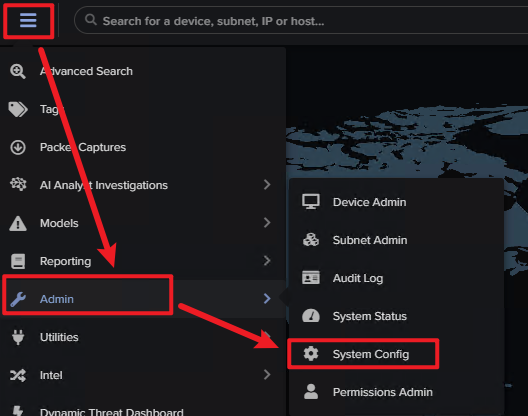 Search for a device, subnet, IP or host...
Advanced Search
Tags
Packet Captures
AI Analyst Investigations
Models
Reporting
Admin
Utilities
Intel
Dynamic Threat Dashboard
Device Admin
Subnet Admin
Audit Log
System Status
System Config
Permissions Admin